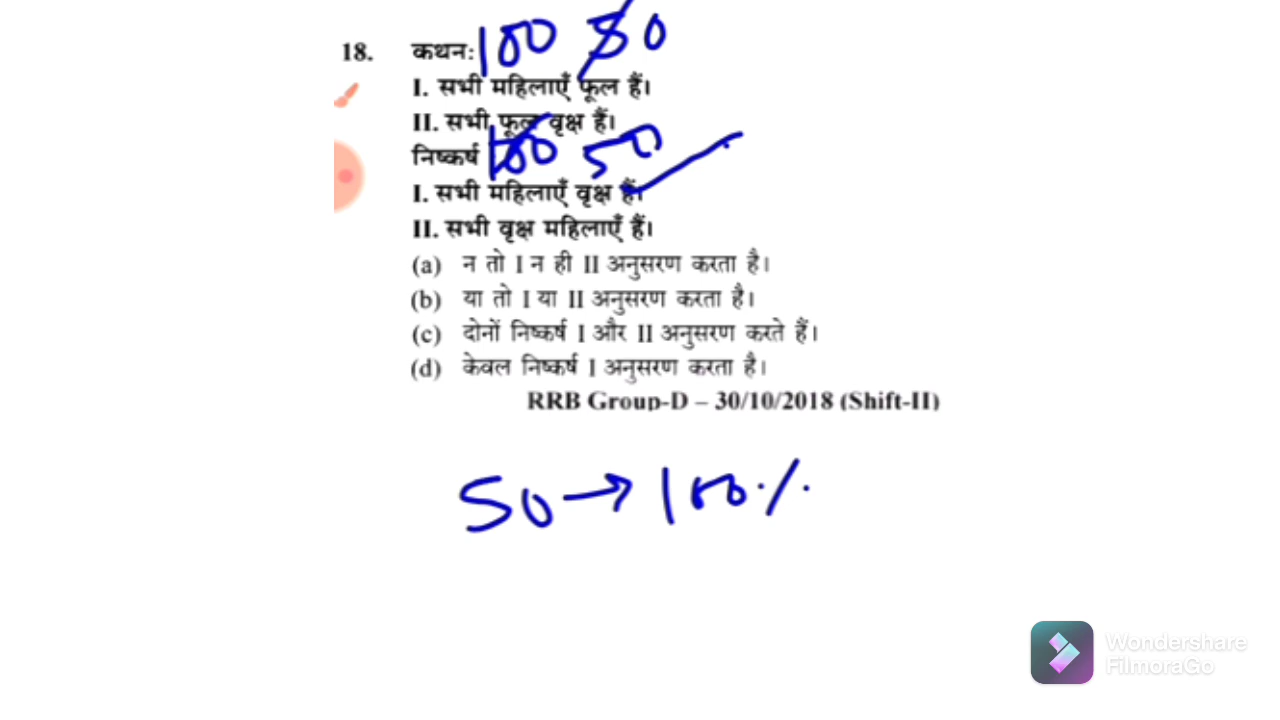 18. कथनः 100 50
I. सभी महिलाएँ फूल हैं।
II. सभी फूल वृक्ष हैं।
निष्कर्ष 100 50
I. सभी महिलाएँ वृक्ष हैं।
II. सभी वृक्ष महिलाएँ हैं।
(a) न तो I न ही II अनुसरण करता है।
(b) या तो I या II अनुसरण करता है।
(c) दोनों निष्कर्ष I और II अनुसरण करते हैं।
(d) केवल निष्कर्ष I अनुसरण करता है।
RRB Group-D – 30/10/2018 (Shift-II)
50 → 100%
Wondershare
FilmoraGo